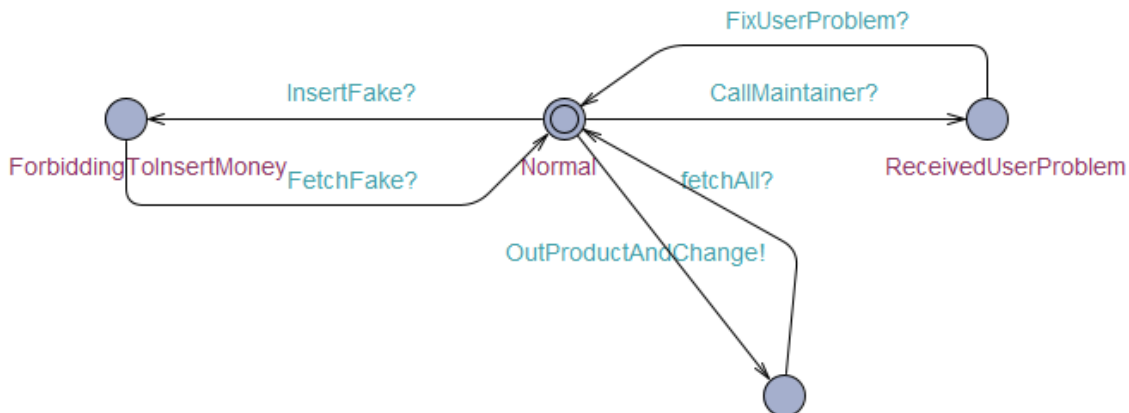 FixUserProblem?
InsertFake?
CallMaintainer?
ForbiddingToInsertMoney
Normal
ReceivedUserProblem
FetchFake?
fetchAll?
OutProductAndChange!